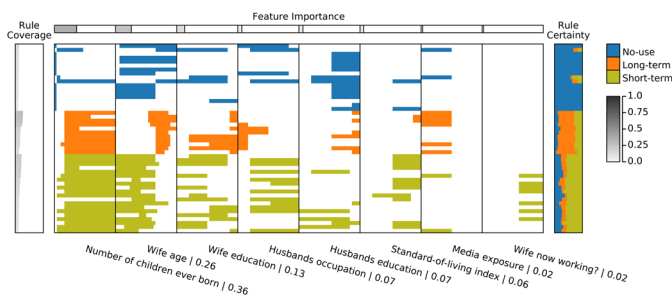 Feature Importance
Rule
Coverage
Rule
Certainty
No-use
Long-term
Short-term
1.0
0.75
0.5
0.25
0.0
Number of children ever born | 0.36
Wife age | 0.26
Wife education | 0.13
Husbands occupation | 0.07
Husbands education | 0.07
Standard-of-living index | 0.06
Media exposure | 0.02
Wife now working? | 0.02